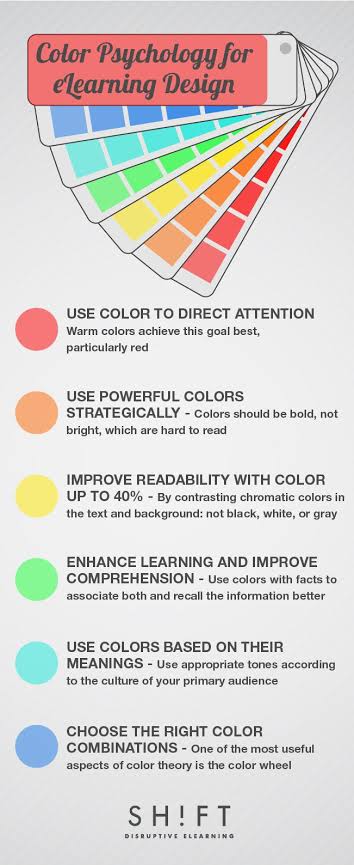 Color Psychology for
eLearning Design
USE COLOR TO DIRECT ATTENTION
Warm colors achieve this goal best,
particularly red
USE POWERFUL COLORS
STRATEGICALLY - Colors should be bold, not
bright, which are hard to read
IMPROVE READABILITY WITH COLOR
UP TO 40% - By contrasting chromatic colors in
the text and background: not black, white, or gray
ENHANCE LEARNING AND IMPROVE
COMPREHENSION - Use colors with facts to
associate both and recall the information better
USE COLORS BASED ON THEIR
MEANINGS - Use appropriate tones according
to the culture of your primary audience
CHOOSE THE RIGHT COLOR
COMBINATIONS - One of the most useful
aspects of color theory is the color wheel
SH!FT
DISRUPTIVE ELEARNING